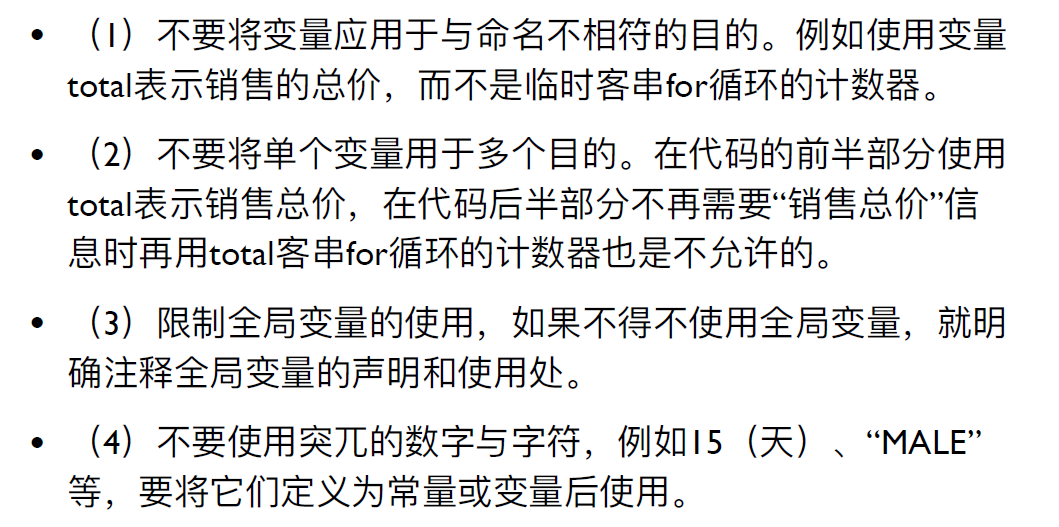 • （1）不要将变量应用于与命名不相符的目的。例如使用变量
total表示销售的总价，而不是临时客串for循环的计数器。
• （2）不要将单个变量用于多个目的。在代码的前半部分使用
total表示销售总价，在代码后半部分不再需要“销售总价”信
息时再用total客串for循环的计数器也是不允许的。
• （3）限制全局变量的使用，如果不得不使用全局变量，就明
确注释全局变量的声明和使用处。
• （4）不要使用突兀的数字与字符，例如15（天）、“MALE”
等，要将它们定义为常量或变量后使用。